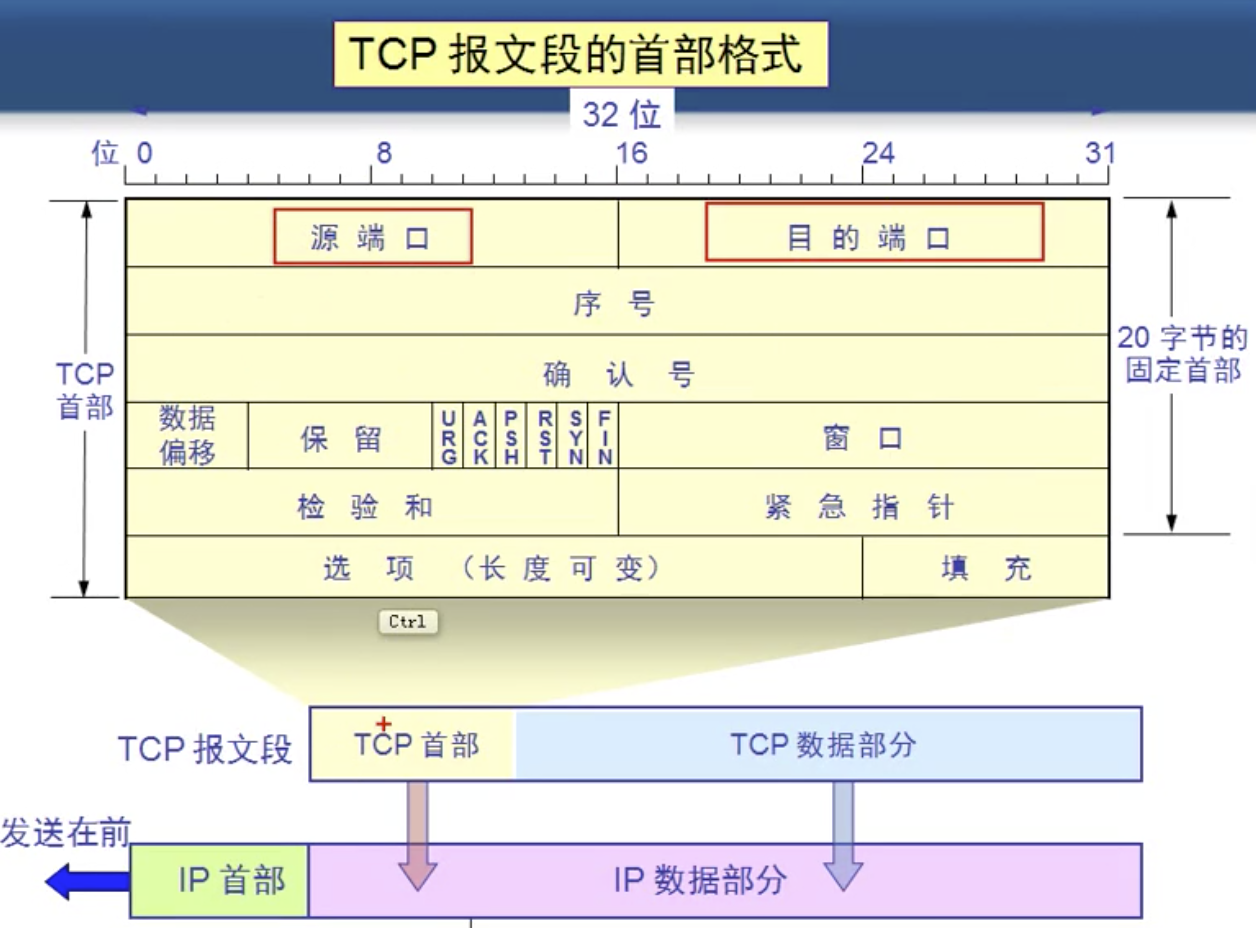 TCP 报文段的首部格式
32 位
位 0 8 16 24 31
源 端 口 目 的 端 口
序 号
20 字节的
固定首部
确 认 号
TCP
首部
数据
偏移
保 留
URG
ACK
PSH
RST
SYN
FIN
窗 口
检 验 和 紧 急 指 针
选 项 （长 度 可 变） 填 充
Ctrl
TCP 报文段 TCP 首部 TCP 数据部分
发送在前
IP 首部 IP 数据部分